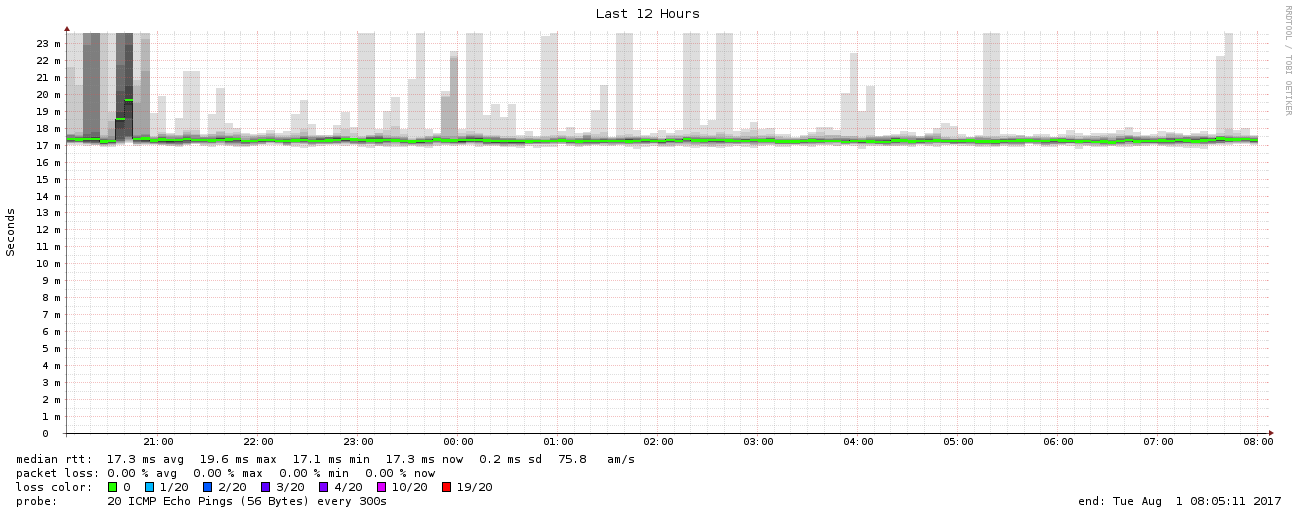 Last 12 Hours
RRDTOOL / TOBI OETIKER
Seconds
23 m
22 m
21 m
20 m
19 m
18 m
17 m
16 m
15 m
14 m
13 m
12 m
11 m
10 m
9 m
8 m
7 m
6 m
5 m
4 m
3 m
2 m
1 m
0
21:00 22:00 23:00 00:00 01:00 02:00 03:00 04:00 05:00 06:00 07:00 08:00
median rtt: 17.3 ms avg 19.6 ms max 17.1 ms min 17.3 ms now 0.2 ms sd 75.8 am/s
packet loss: 0.00 % avg 0.00 % max 0.00 % min 0.00 % now
loss color: 0 1/20 2/20 3/20 4/20 10/20 19/20
probe: 20 ICMP Echo Pings (56 Bytes) every 300s end: Tue Aug 1 08:05:11 2017